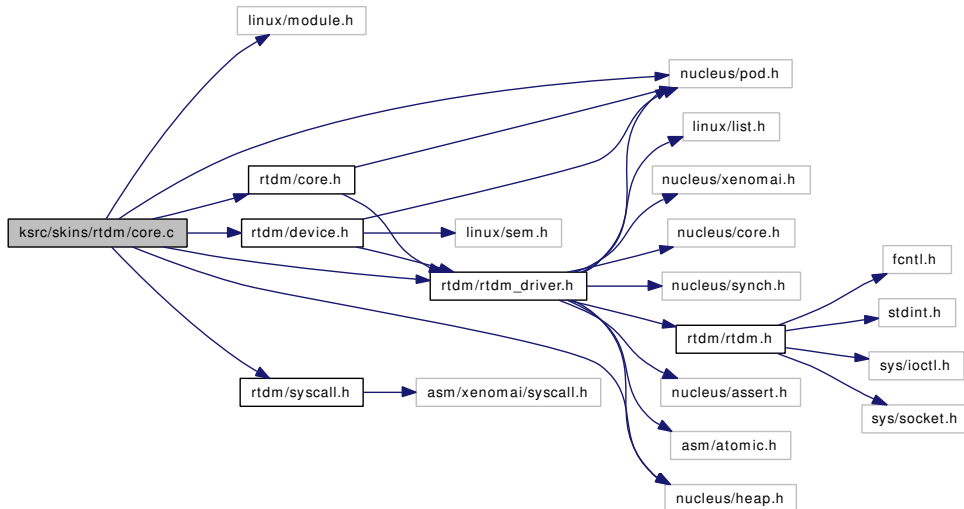 linux/module.h
nucleus/pod.h
linux/list.h
rtdm/core.h
nucleus/xenomai.h
ksrc/skins/rtdm/core.c
rtdm/device.h
linux/sem.h
nucleus/core.h
fcntl.h
rtdm/rtdm_driver.h
nucleus/synch.h
stdint.h
rtdm/rtdm.h
sys/ioctl.h
rtdm/syscall.h
asm/xenomai/syscall.h
nucleus/assert.h
sys/socket.h
asm/atomic.h
nucleus/heap.h